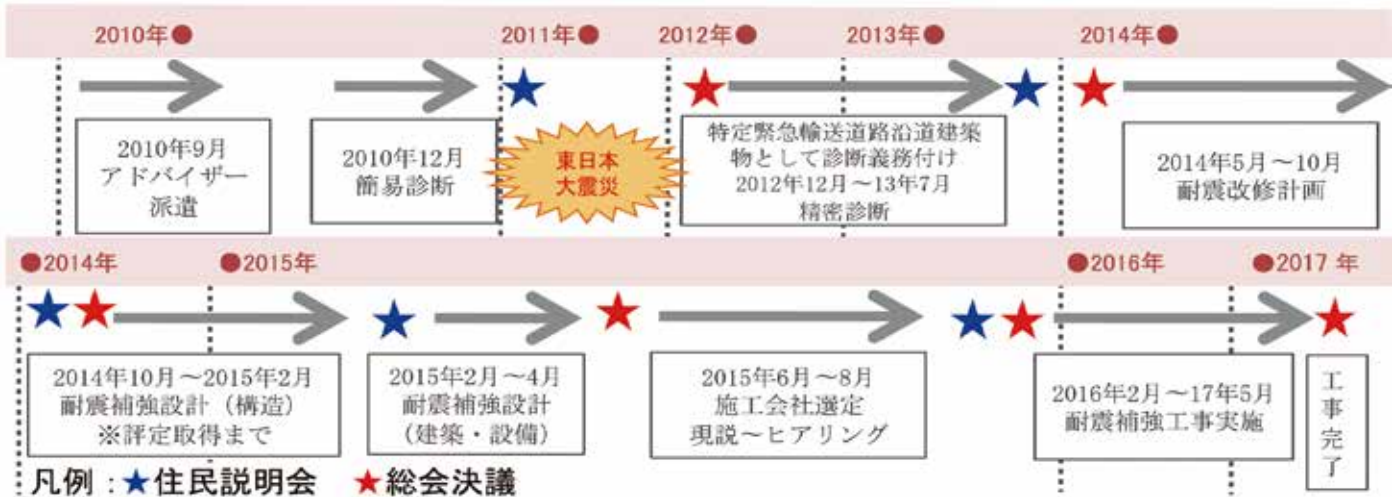 2010年●
2011年●
2012年●
2013年●
2014年●
2010年9月
アドバイザー
派遣
2010年12月
簡易診断
東日本
大震災
特定緊急輸送道路沿道建築
物として診断義務付け
2012年12月～13年7月
精密診断
2014年5月～10月
耐震改修計画
●2014年
●2015年
●2016年
●2017 年
2014年10月～2015年2月
耐震補強設計（構造）
※評定取得まで
2015年2月～4月
耐震補強設計
（建築・設備）
2015年6月～8月
施工会社選定
現説～ヒアリング
2016年2月～17年5月
耐震補強工事実施
工事完了
凡例：★住民説明会 ★総会決議